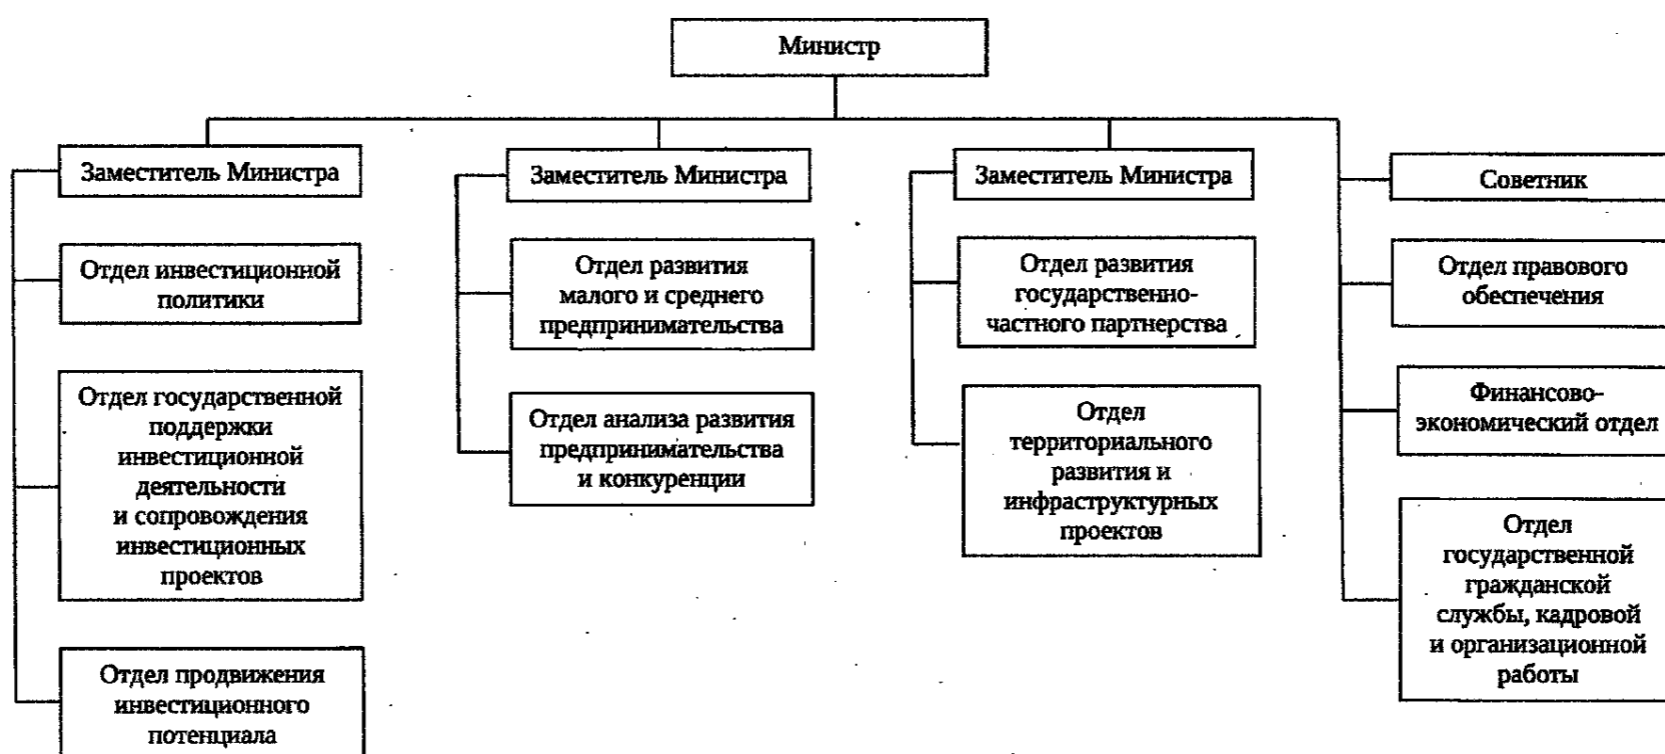 Министр
Заместитель Министра
Отдел инвестиционной
политики
Отдел государственной
поддержки
инвестиционной
деятельности
и сопровождения
инвестиционных
проектов
Отдел продвижения
инвестиционного
потенциала
Заместитель Министра
Отдел развития
малого и среднего
предпринимательства
Отдел анализа развития
предпринимательства
и конкуренции
Заместитель Министра
Отдел развития
государственно-
частного партнерства
Отдел
территориального
развития и
инфраструктурных
проектов
Советник
Отдел правового
обеспечения
Финансово-
экономический отдел
Отдел
государственной
гражданской
службы, кадровой
и организационной
работы